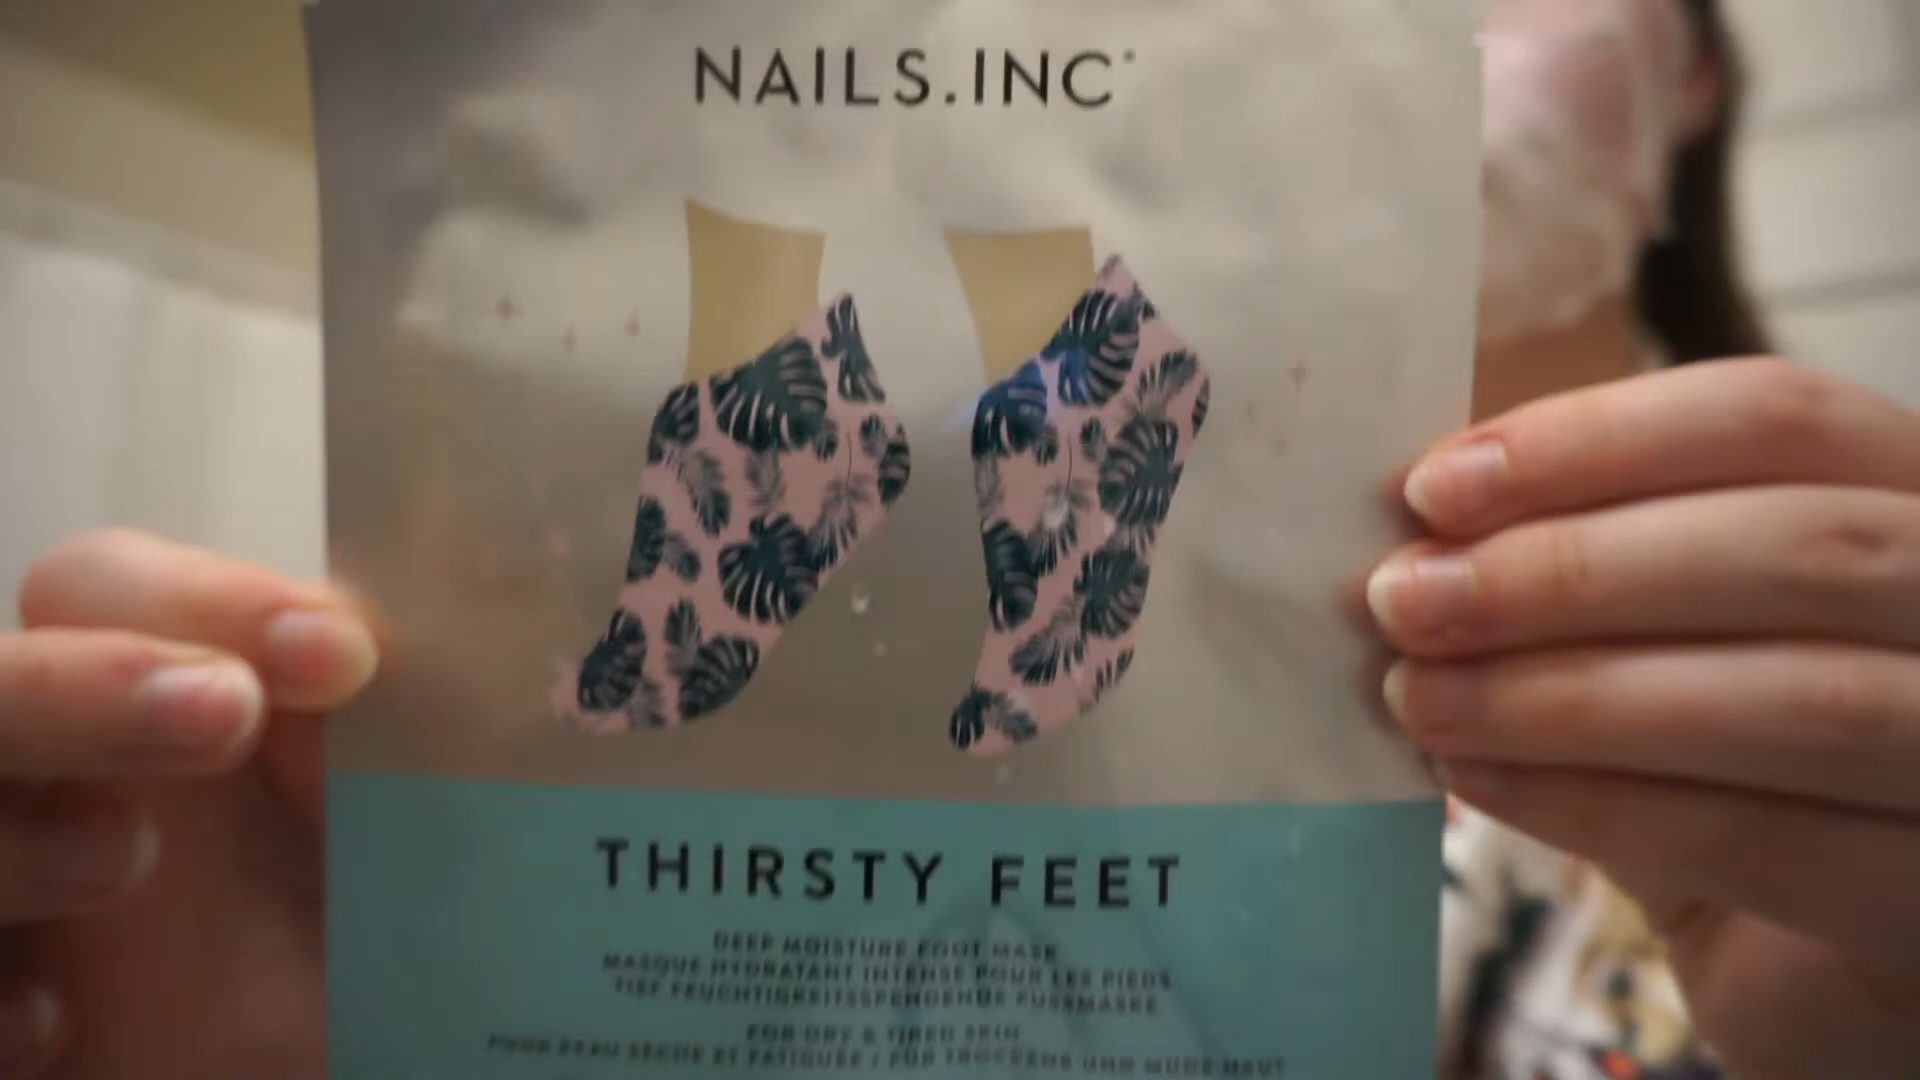 NAILS.INC
THIRSTY FEET
DEEP MOISTURE FOOT MASK
MASQUE HYDRATANT INTENSE POUR LES PIEDS
TIEF FEUCHTIGKEITSSPENDENDE FUSSMASKE
FOR DRY & TIRED SKIN
POUR PEAU SÈCHE ET FATIGUÉE / FÜR TROCKENE UND MÜDE HAUT